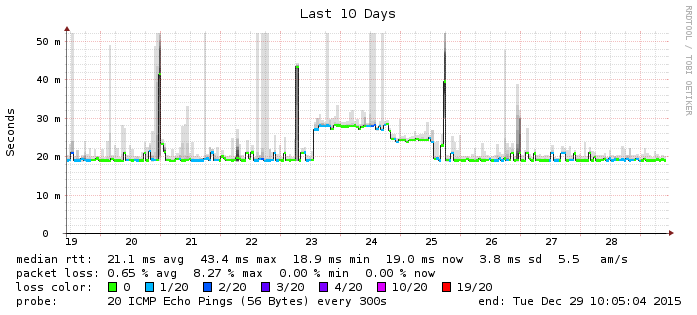 Last 10 Days
RRDTOOL / TOBI OETIKER
Seconds
50 m
40 m
30 m
20 m
10 m
0
19 20 21 22 23 24 25 26 27 28
median rtt: 21.1 ms avg 43.4 ms max 18.9 ms min 19.0 ms now 3.8 ms sd 5.5 am/s
packet loss: 0.65 % avg 8.27 % max 0.00 % min 0.00 % now
loss color: 0 1/20 2/20 3/20 4/20 10/20 19/20
probe: 20 ICMP Echo Pings (56 Bytes) every 300s end: Tue Dec 29 10:05:04 2015